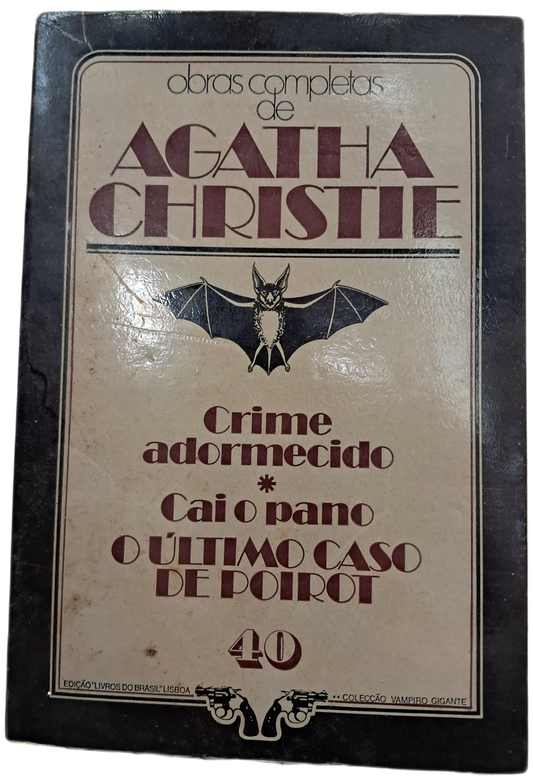 obras completas
de
AGATHA
CHRISTIE
Crime
adormecido
*
Cai o pano
O ÚLTIMO CASO
DE POIROT
40
EDIÇÃO "LIVROS DO BRASIL" LISBOA
•• COLECÇÃO VAMPIRO GIGANTE